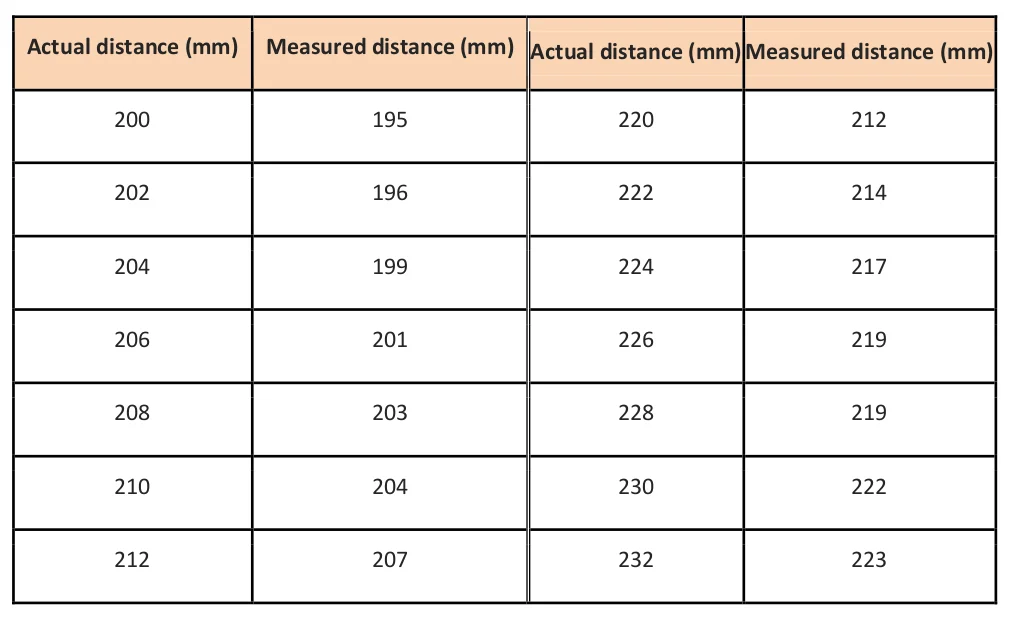 Actual distance (mm) Measured distance (mm) Actual distance (mm) Measured distance (mm)
200 195 220 212
202 196 222 214
204 199 224 217
206 201 226 219
208 203 228 219
210 204 230 222
212 207 232 223